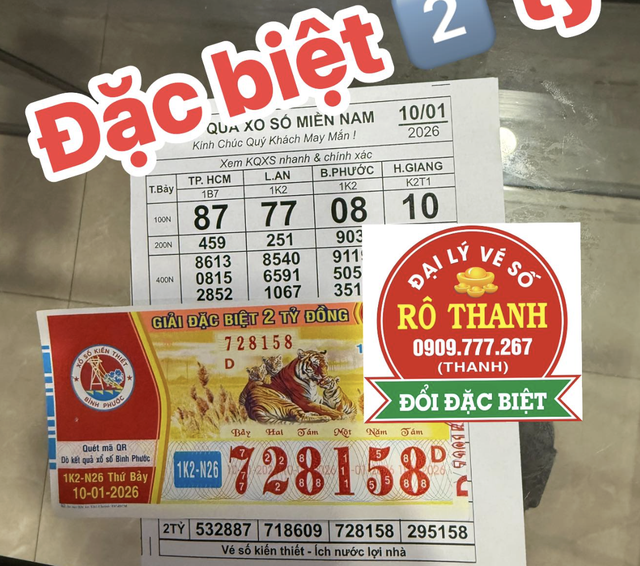 Đặc biệt 2 tỷ
QUẢ XỔ SỐ MIỀN NAM 10/01
2026
Kính Chúc Quý Khách May Mắn !
Xem KQXS nhanh & chính xác
T.Bảy TP. HCM L.AN B.PHƯỚC H.GIANG
1B7 1K2 1K2 K2T1
100N 87 77 08 10
200N 459 251 903
400N 8613 8540 911
0815 6591 505
2852 1067 351
ĐẠI LÝ VÉ SỐ
RÔ THANH
0909.777.267
(THANH)
ĐỔI ĐẶC BIỆT
GIẢI ĐẶC BIỆT 2 TỶ ĐỒNG
728158
D
XỔ SỐ KIẾN THIẾT
BÌNH PHƯỚC
Quét mã QR
Dò kết quả xổ số Bình Phước
1K2-N26 Thứ Bảy
10-01-2026
Bảy Hai Tám Một Năm Tám
1K2-N26 728158 D
2TỶ 532887 718609 728158 295158
Vé số kiến thiết - Ích nước lợi nhà